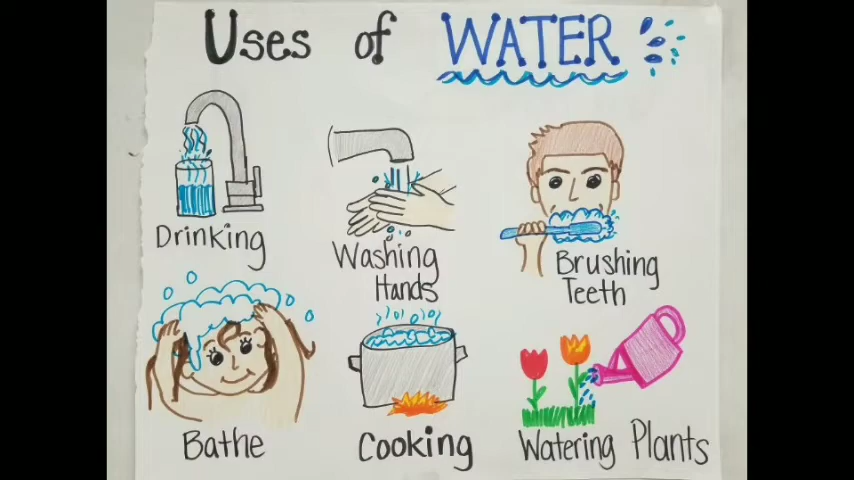 Uses of WATER
Drinking
Washing
Hands
Brushing
Teeth
Bathe
Cooking
Watering Plants